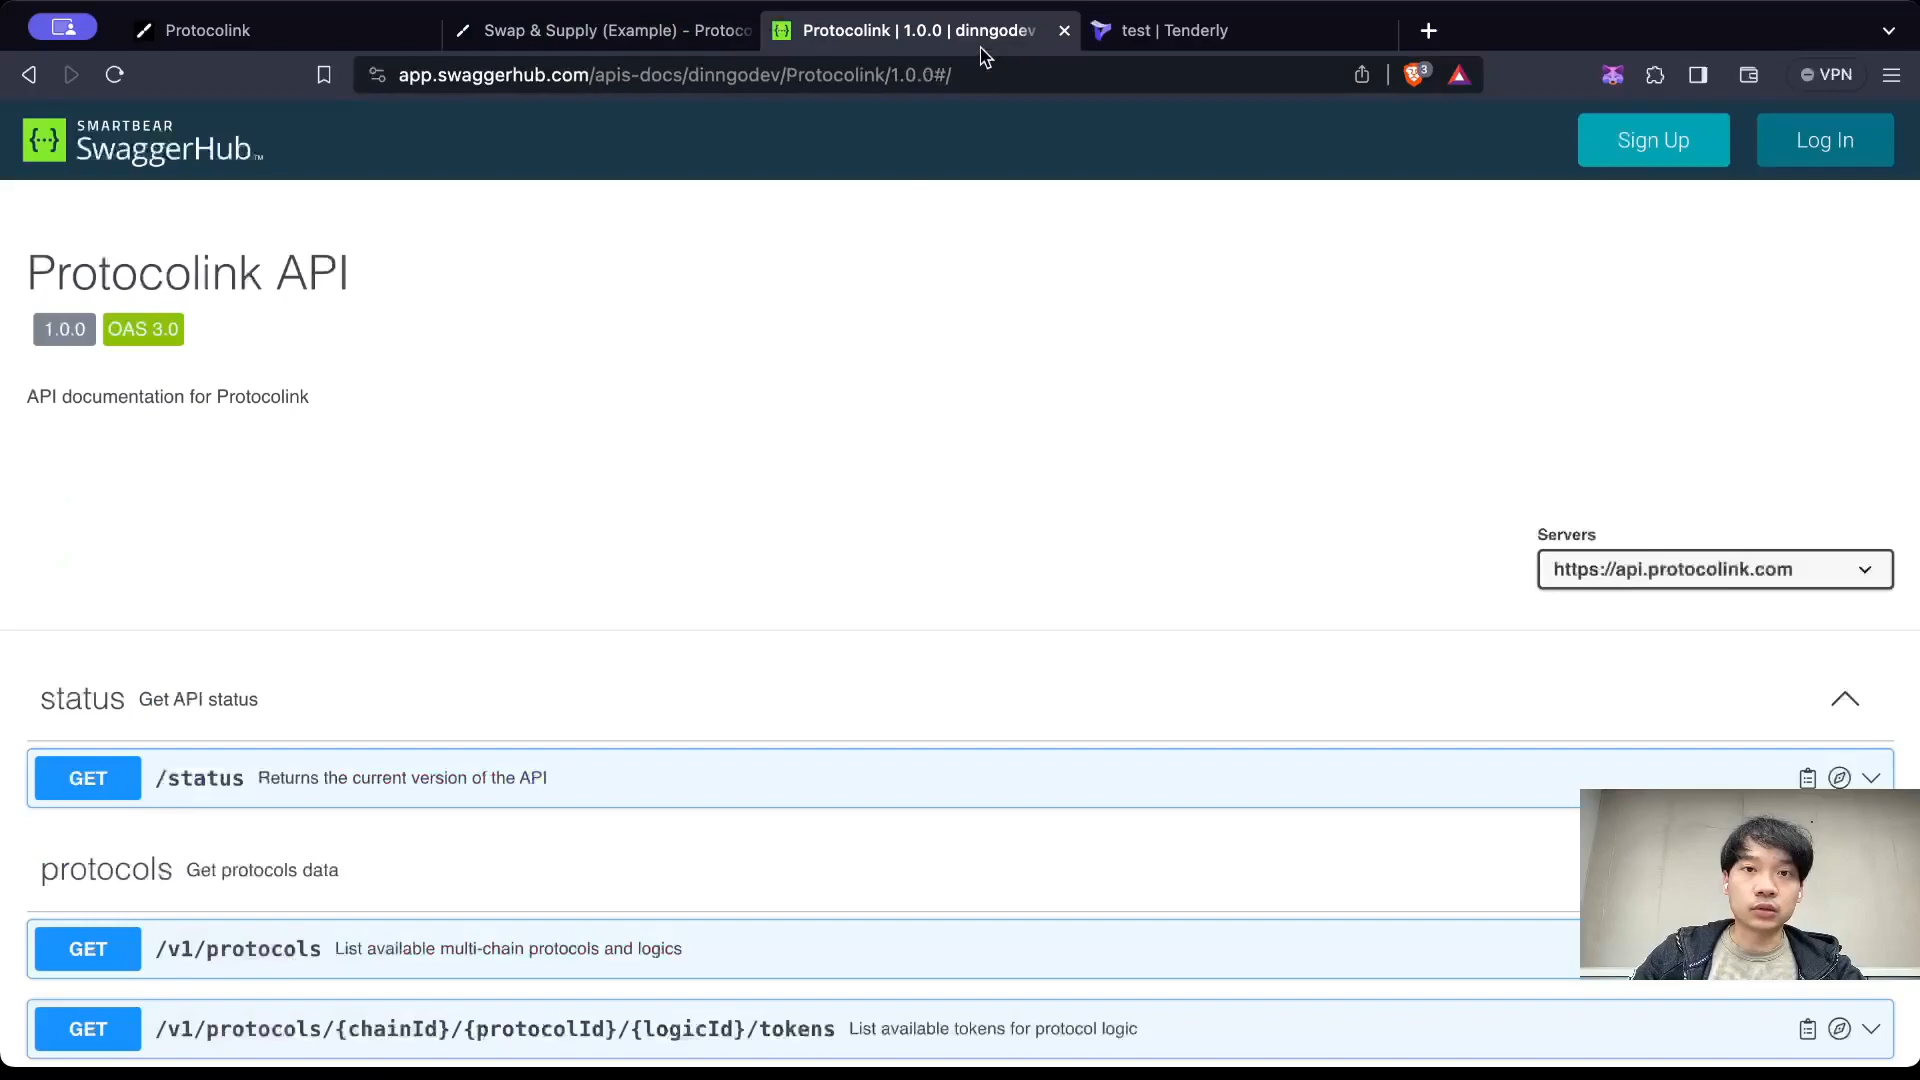 Protocolink
Swap & Supply (Example) - Protoco
Protocolink | 1.0.0 | dinngodev
test | Tenderly
app.swaggerhub.com/apis-docs/dinngodev/Protocolink/1.0.0#/
3
VPN
SMARTBEAR
SwaggerHub™
Sign Up
Log In
Protocolink API
1.0.0
OAS 3.0
API documentation for Protocolink
Servers
https://api.protocolink.com
status Get API status
GET /status Returns the current version of the API
protocols Get protocols data
GET /v1/protocols List available multi-chain protocols and logics
GET /v1/protocols/{chainId}/{protocolId}/{logicId}/tokens List available tokens for protocol logic